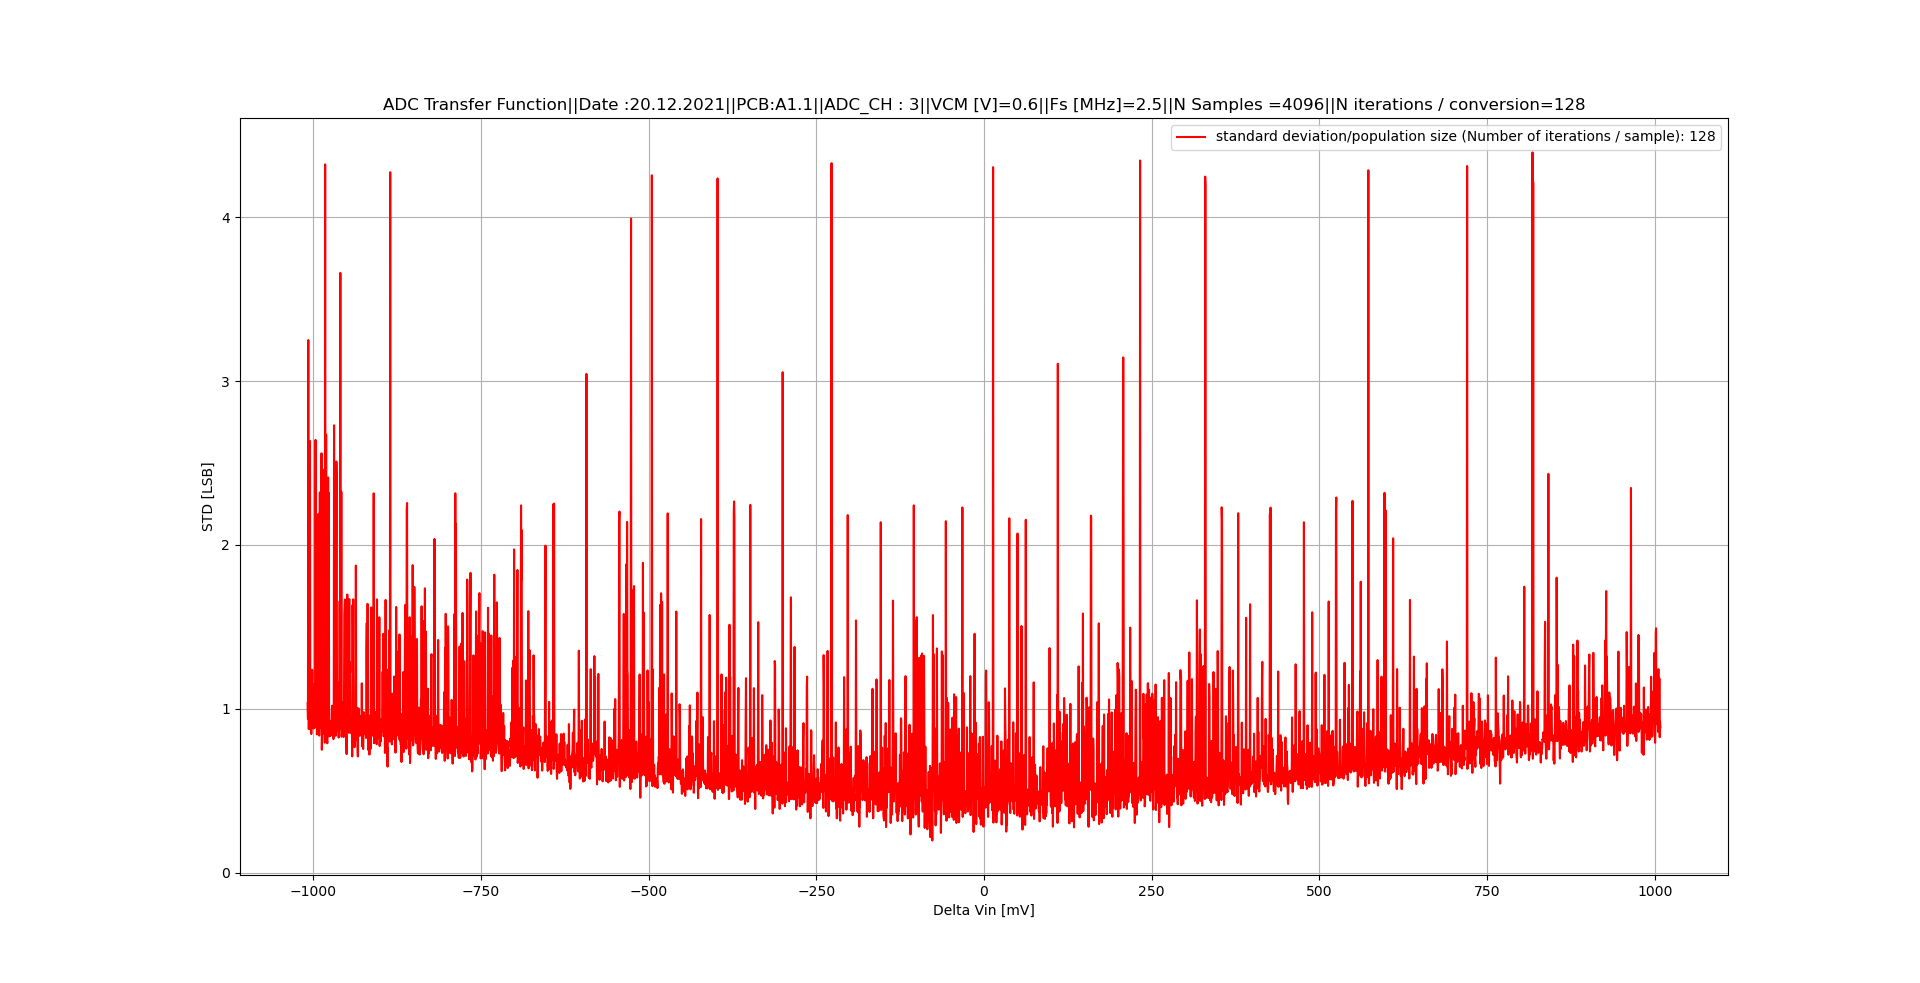 ADC Transfer Function||Date :20.12.2021||PCB:A1.1||ADC_CH : 3||VCM [V]=0.6||Fs [MHz]=2.5||N Samples =4096||N iterations / conversion=128
standard deviation/population size (Number of iterations / sample): 128
4
3
2
1
0
STD [LSB]
−1000 −750 −500 −250 0 250 500 750 1000
Delta Vin [mV]